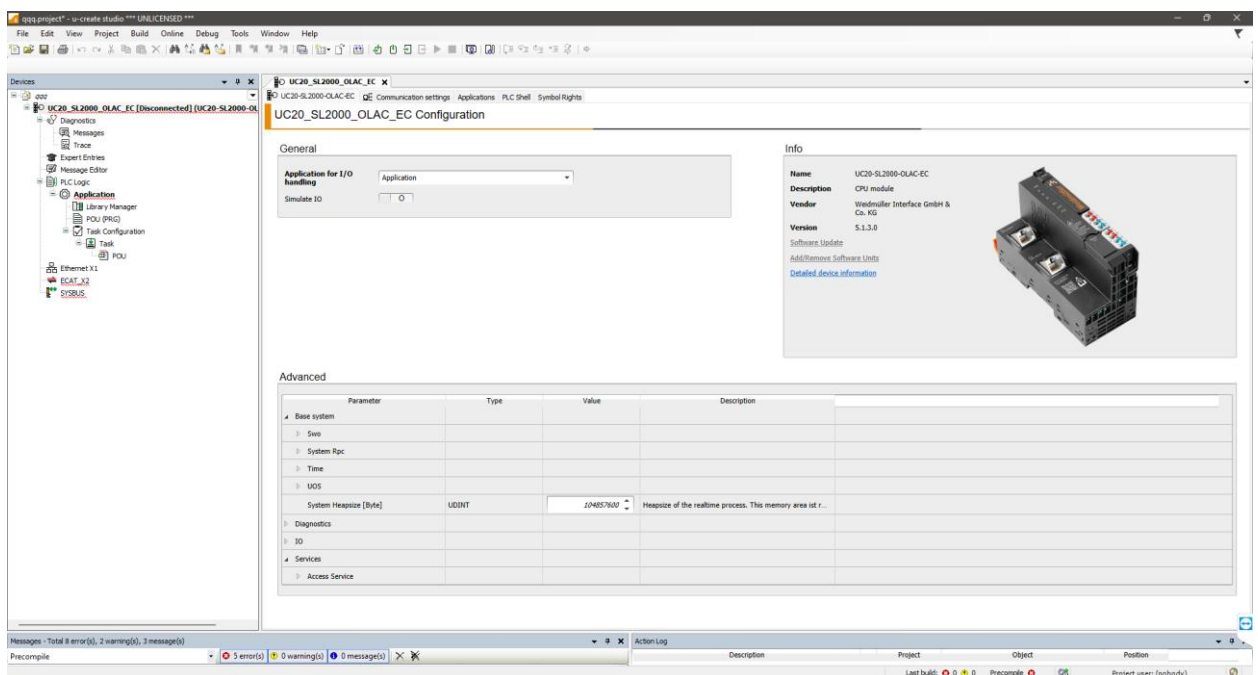 qqq.project* - u-create studio *** UNLICENSED ***
File Edit View Project Build Online Debug Tools Window Help
Devices
qqq
UC20_SL2000_OLAC_EC [Disconnected] (UC20-SL2000-OL
Diagnostics
Messages
Trace
Expert Entries
Message Editor
PLC Logic
Application
Library Manager
POU (PRG)
Task Configuration
Task
POU
Ethernet X1
ECAT_X2
SYSBUS
UC20_SL2000_OLAC_EC
UC20-SL2000-OLAC-EC Communication settings Applications PLC Shell Symbol Rights
UC20_SL2000_OLAC_EC Configuration
General
Application for I/O handling Application
Simulate IO
Info
Name UC20-SL2000-OLAC-EC
Description CPU module
Vendor Weidmüller Interface GmbH & Co. KG
Version 5.1.3.0
Software Update
Add/Remove Software Units
Detailed device information
Advanced
Parameter Type Value Description
Base system
Swo
System Rpc
Time
UOS
System Heapsize [Byte] UDINT 104857600 Heapsize of the realtime process. This memory area ist r...
Diagnostics
IO
Services
Access Service
Messages - Total 8 error(s), 2 warning(s), 3 message(s)
Precompile 5 error(s) 0 warning(s) 0 message(s)
Action Log
Description Project Object Position
Last build: 0 0 Precompile Project user: (nobody)